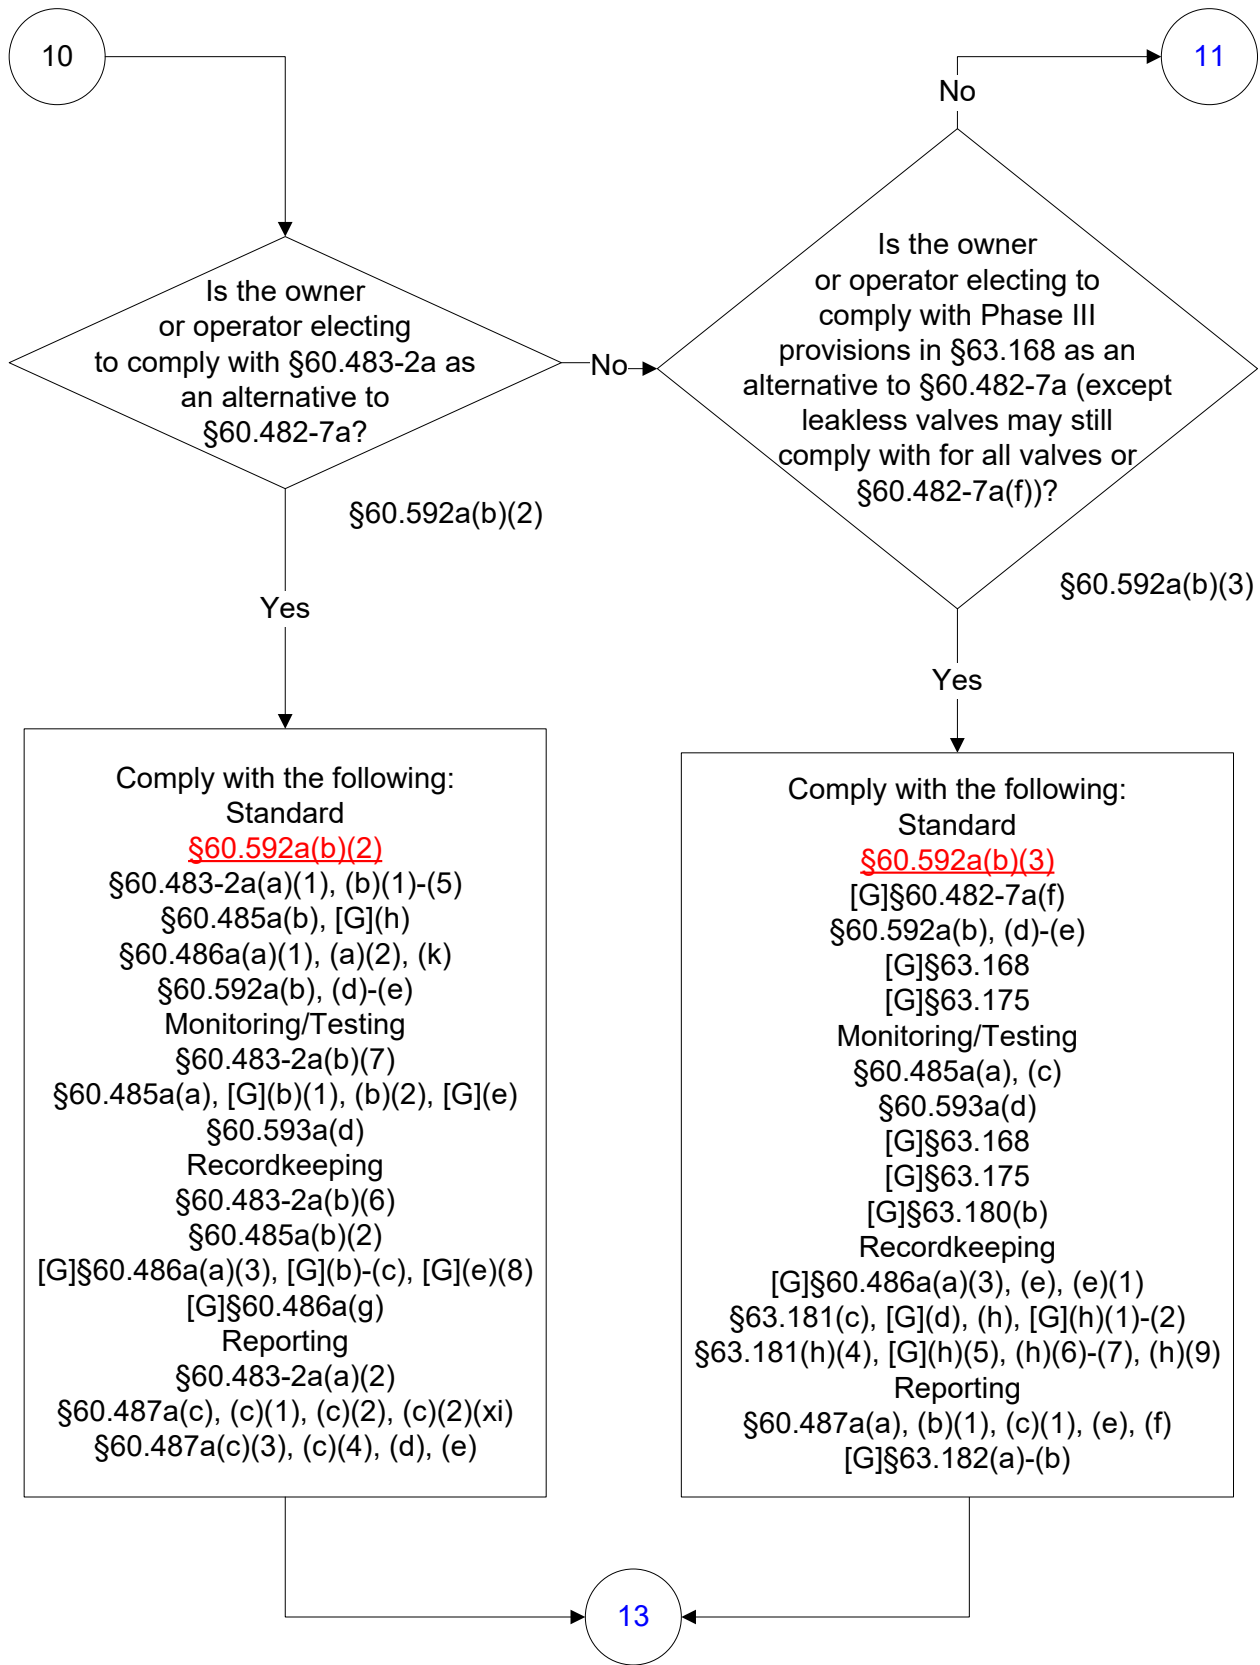 10
11
No
Is the owner
or operator electing
to comply with §60.483-2a as
an alternative to
§60.482-7a?
No
Is the owner
or operator electing to
comply with Phase III
provisions in §63.168 as an
alternative to §60.482-7a (except
leakless valves may still
comply with for all valves or
§60.482-7a(f))?
§60.592a(b)(2)
§60.592a(b)(3)
Yes
Yes
Comply with the following:
Standard
§60.592a(b)(2)
§60.483-2a(a)(1), (b)(1)-(5)
§60.485a(b), [G](h)
§60.486a(a)(1), (a)(2), (k)
§60.592a(b), (d)-(e)
Monitoring/Testing
§60.483-2a(b)(7)
§60.485a(a), [G](b)(1), (b)(2), [G](e)
§60.593a(d)
Recordkeeping
§60.483-2a(b)(6)
§60.485a(b)(2)
[G]§60.486a(a)(3), [G](b)-(c), [G](e)(8)
[G]§60.486a(g)
Reporting
§60.483-2a(a)(2)
§60.487a(c), (c)(1), (c)(2), (c)(2)(xi)
§60.487a(c)(3), (c)(4), (d), (e)
Comply with the following:
Standard
§60.592a(b)(3)
[G]§60.482-7a(f)
§60.592a(b), (d)-(e)
[G]§63.168
[G]§63.175
Monitoring/Testing
§60.485a(a), (c)
§60.593a(d)
[G]§63.168
[G]§63.175
[G]§63.180(b)
Recordkeeping
[G]§60.486a(a)(3), (e), (e)(1)
§63.181(c), [G](d), (h), [G](h)(1)-(2)
§63.181(h)(4), [G](h)(5), (h)(6)-(7), (h)(9)
Reporting
§60.487a(a), (b)(1), (c)(1), (e), (f)
[G]§63.182(a)-(b)
13